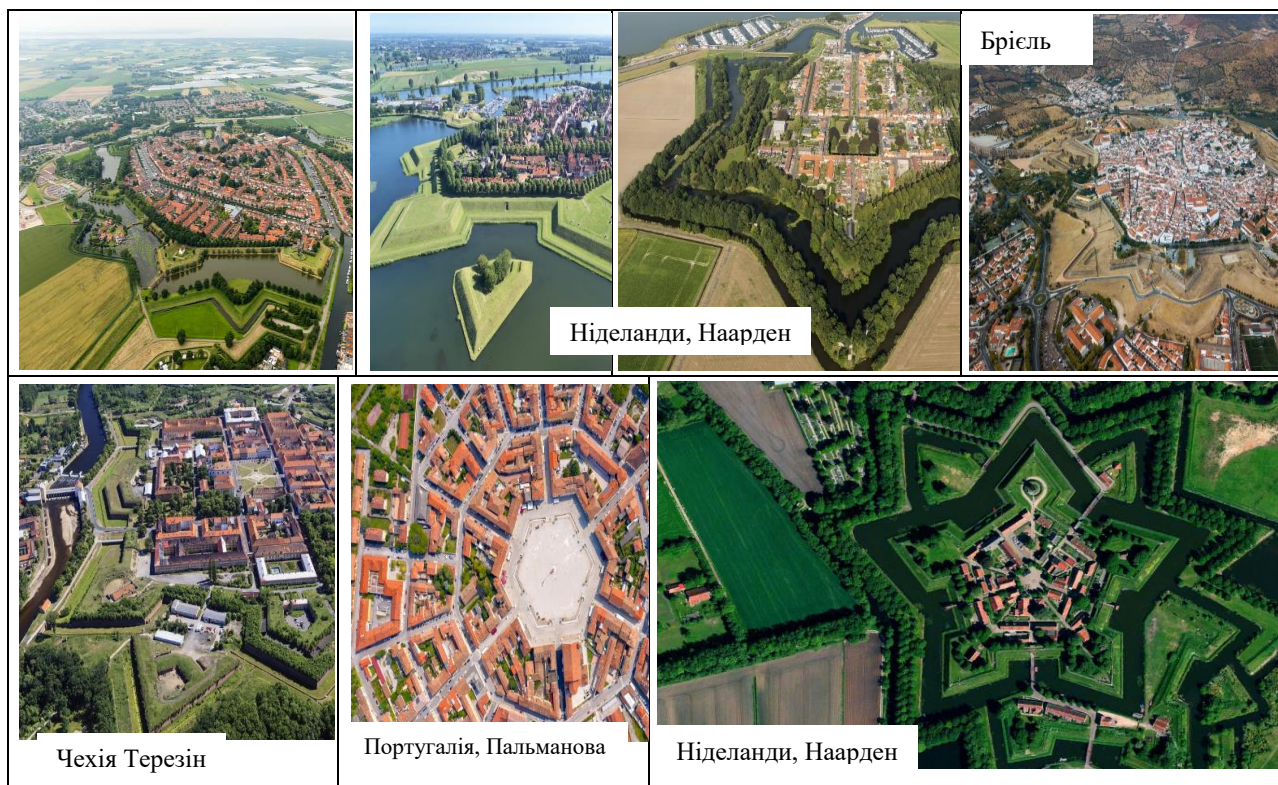 Брієль
Ніделанди, Наарден
Чехія Терезін
Португалія, Пальманова
Ніделанди, Наарден